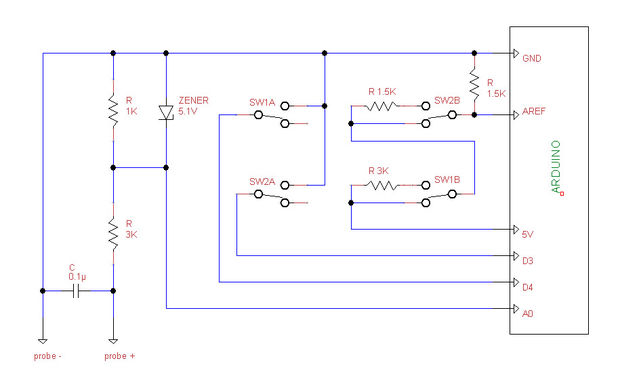 GND
R
1K
ZENER
5.1V
SW1A
R 1.5K
SW2B
R
1.5K
AREF
ARDUINO
SW2A
R 3K
SW1B
R
3K
5V
D3
C
0.1µ
D4
A0
probe -
probe +